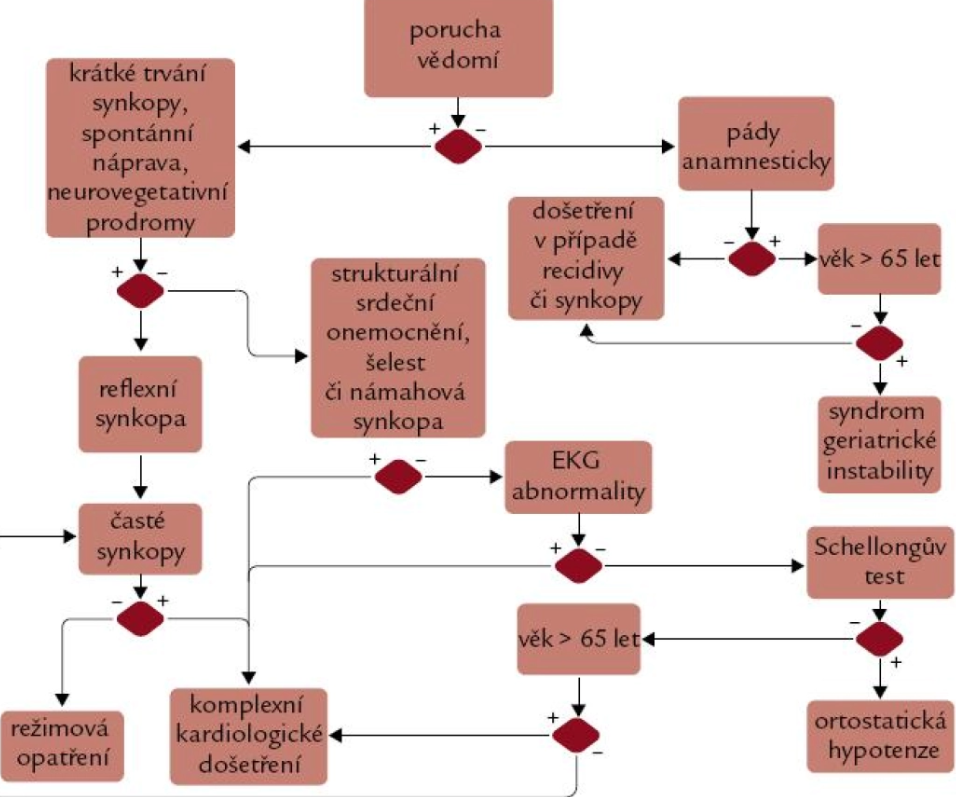 porucha
vědomí
+ –
krátké trvání
synkopy,
spontánní
náprava,
neurovegetativní
prodromy
pády
anamnesticky
– +
došetření
v případě
recidivy
či synkopy
věk > 65 let
–
+
syndrom
geriatrické
instability
+ –
strukturální
srdeční
onemocnění,
šelest
či námahová
synkopa
reflexní
synkopa
+ –
EKG
abnormality
časté
synkopy
– +
+ –
Schellongův
test
–
+
věk > 65 let
+
–
režimová
opatření
komplexní
kardiologické
došetření
ortostatická
hypotenze